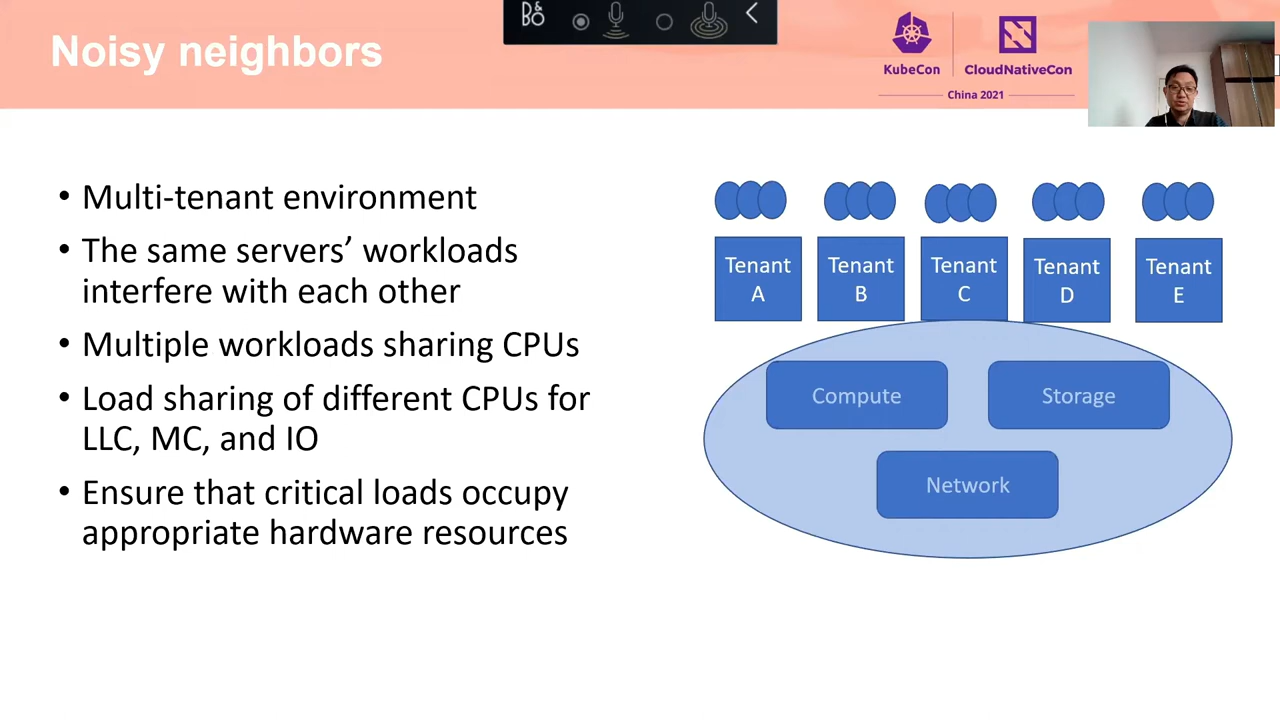 Noisy neighbors
B&O
KubeCon
CloudNativeCon
China 2021
• Multi-tenant environment
• The same servers’ workloads
interfere with each other
• Multiple workloads sharing CPUs
• Load sharing of different CPUs for
LLC, MC, and IO
• Ensure that critical loads occupy
appropriate hardware resources
Tenant
A
Tenant
B
Tenant
C
Tenant
D
Tenant
E
Compute
Storage
Network